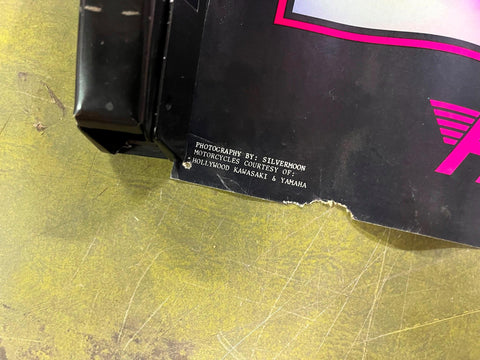 PHOTOGRAPHY BY: SILVERMOON
MOTORCYCLES COURTESY OF:
HOLLYWOOD KAWASAKI & YAMAHA